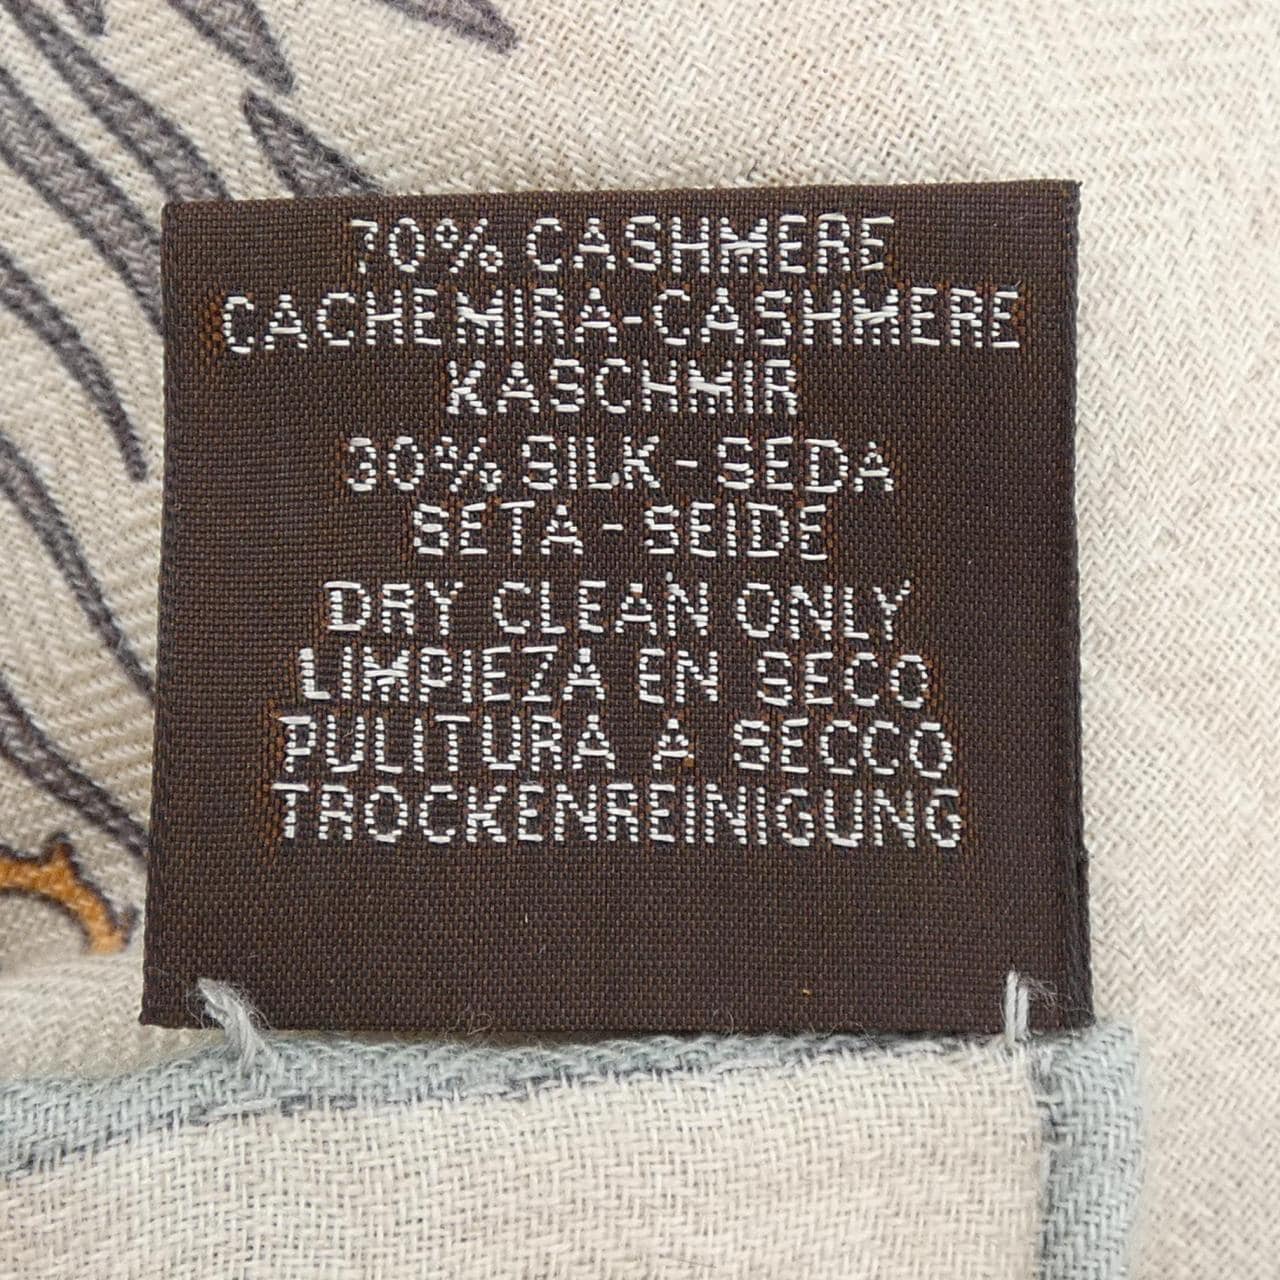 70% CASHMERE
CACHEMIRA-CASHMERE
KASCHMIR
30% SILK - SEDA
SETA - SEIDE
DRY CLEAN ONLY
LIMPIEZA EN SECO
PULITURA A SECCO
TROCKENREINIGUNG